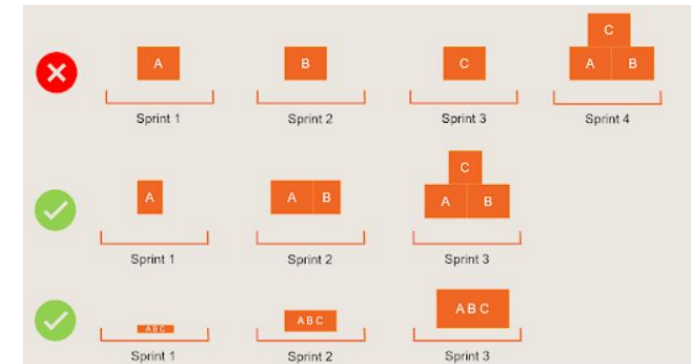 C
A B C A B
Sprint 1 Sprint 2 Sprint 3 Sprint 4
C
A A B A B
Sprint 1 Sprint 2 Sprint 3
ABC ABC ABC
Sprint 1 Sprint 2 Sprint 3